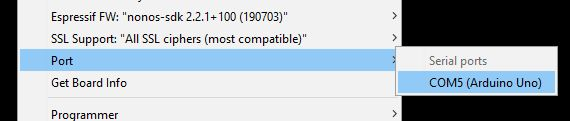 Espressif FW: "nonos-sdk 2.2.1+100 (190703)"
SSL Support: "All SSL ciphers (most compatible)"
Port
Serial ports
Get Board Info
COM5 (Arduino Uno)
Programmer